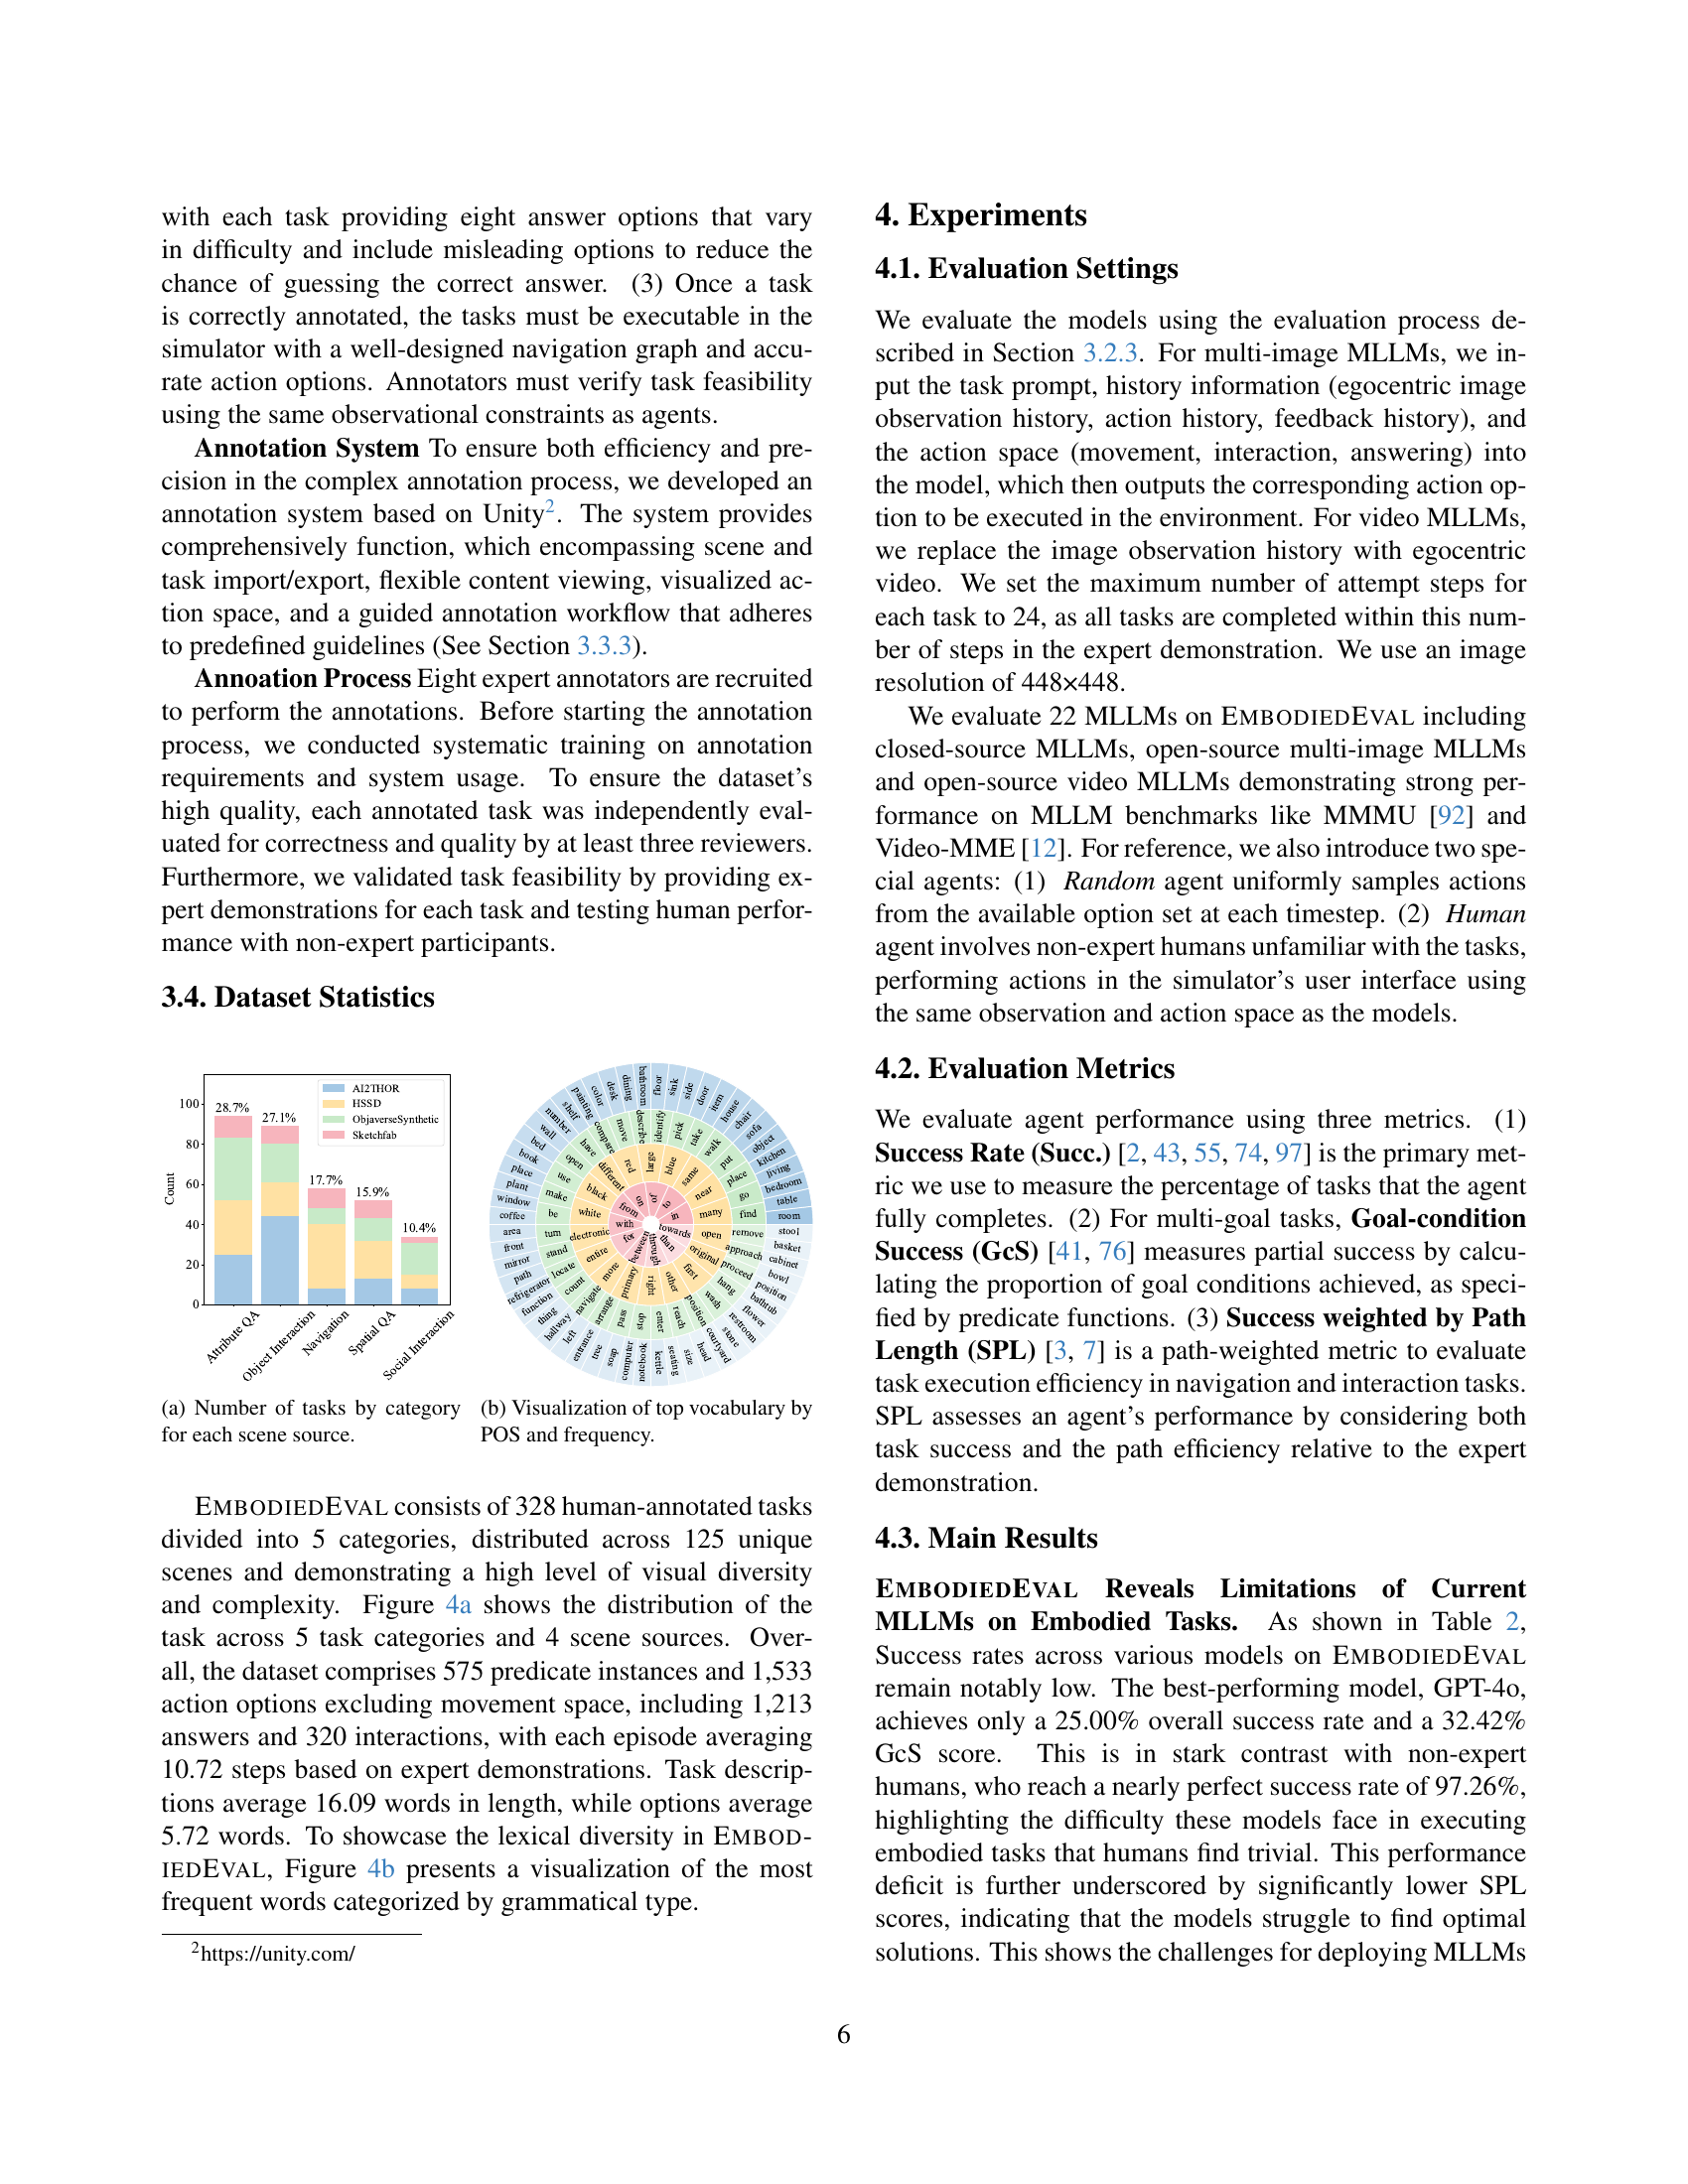 with each task providing eight answer options that vary
in difficulty and include misleading options to reduce the
chance of guessing the correct answer. (3) Once a task
is correctly annotated, the tasks must be executable in the
simulator with a well-designed navigation graph and accu-
rate action options. Annotators must verify task feasibility
using the same observational constraints as agents.
Annotation System To ensure both efficiency and pre-
cision in the complex annotation process, we developed an
annotation system based on Unity2. The system provides
comprehensively function, which encompassing scene and
task import/export, flexible content viewing, visualized ac-
tion space, and a guided annotation workflow that adheres
to predefined guidelines (See Section 3.3.3).
Annoation Process Eight expert annotators are recruited
to perform the annotations. Before starting the annotation
process, we conducted systematic training on annotation
requirements and system usage. To ensure the dataset's
high quality, each annotated task was independently eval-
uated for correctness and quality by at least three reviewers.
Furthermore, we validated task feasibility by providing ex-
pert demonstrations for each task and testing human perfor-
mance with non-expert participants.
3.4. Dataset Statistics
AI2THOR
HSSD
ObjaverseSynthetic
Sketchfab
28.7%
27.1%
17.7%
15.9%
10.4%
Count
100
80
60
40
20
0
Attribute QA
Object Interaction
Navigation
Spatial QA
Social Interaction
room
table
bedroom
living
kitchen
object
sofa
chair
house
item
door
side
sink
floor
bathroom
dining
desk
color
painting
shelf
number
wall
bed
book
place
plant
window
coffee
area
front
mirror
path
refrigerator
function
thing
hallway
left
entrance
tree
soap
computer
notebook
kettle
seating
size
head
courtyard
stone
restroom
flower
bathtub
position
bowl
cabinet
basket
stool
find
go
place
put
walk
take
pick
identify
describe
move
compare
have
open
use
make
be
turn
stand
locate
count
navigate
arrange
pass
stop
enter
reach
position
wash
hang
proceed
approach
remove
many
near
same
blue
large
red
different
black
white
electronic
entire
more
primary
right
other
first
original
open
in
to
of
on
from
with
for
between
through
than
towards
(a) Number of tasks by category
for each scene source.
(b) Visualization of top vocabulary by
POS and frequency.
EMBODIEDEVAL consists of 328 human-annotated tasks
divided into 5 categories, distributed across 125 unique
scenes and demonstrating a high level of visual diversity
and complexity. Figure 4a shows the distribution of the
task across 5 task categories and 4 scene sources. Over-
all, the dataset comprises 575 predicate instances and 1,533
action options excluding movement space, including 1,213
answers and 320 interactions, with each episode averaging
10.72 steps based on expert demonstrations. Task descrip-
tions average 16.09 words in length, while options average
5.72 words. To showcase the lexical diversity in EMBOD-
IEDEVAL, Figure 4b presents a visualization of the most
frequent words categorized by grammatical type.
2https://unity.com/
4. Experiments
4.1. Evaluation Settings
We evaluate the models using the evaluation process de-
scribed in Section 3.2.3. For multi-image MLLMs, we in-
put the task prompt, history information (egocentric image
observation history, action history, feedback history), and
the action space (movement, interaction, answering) into
the model, which then outputs the corresponding action op-
tion to be executed in the environment. For video MLLMs,
we replace the image observation history with egocentric
video. We set the maximum number of attempt steps for
each task to 24, as all tasks are completed within this num-
ber of steps in the expert demonstration. We use an image
resolution of 448×448.
We evaluate 22 MLLMs on EMBODIEDEVAL including
closed-source MLLMs, open-source multi-image MLLMs
and open-source video MLLMs demonstrating strong per-
formance on MLLM benchmarks like MMMU [92] and
Video-MME [12]. For reference, we also introduce two spe-
cial agents: (1) Random agent uniformly samples actions
from the available option set at each timestep. (2) Human
agent involves non-expert humans unfamiliar with the tasks,
performing actions in the simulator's user interface using
the same observation and action space as the models.
4.2. Evaluation Metrics
We evaluate agent performance using three metrics. (1)
Success Rate (Succ.) [2, 43, 55, 74, 97] is the primary met-
ric we use to measure the percentage of tasks that the agent
fully completes. (2) For multi-goal tasks, Goal-condition
Success (GcS) [41, 76] measures partial success by calcu-
lating the proportion of goal conditions achieved, as speci-
fied by predicate functions. (3) Success weighted by Path
Length (SPL) [3, 7] is a path-weighted metric to evaluate
task execution efficiency in navigation and interaction tasks.
SPL assesses an agent's performance by considering both
task success and the path efficiency relative to the expert
demonstration.
4.3. Main Results
EMBODIEDEVAL Reveals Limitations of Current
MLLMs on Embodied Tasks. As shown in Table 2,
Success rates across various models on EMBODIEDEVAL
remain notably low. The best-performing model, GPT-4o,
achieves only a 25.00% overall success rate and a 32.42%
GcS score. This is in stark contrast with non-expert
humans, who reach a nearly perfect success rate of 97.26%,
highlighting the difficulty these models face in executing
embodied tasks that humans find trivial. This performance
deficit is further underscored by significantly lower SPL
scores, indicating that the models struggle to find optimal
solutions. This shows the challenges for deploying MLLMs
6